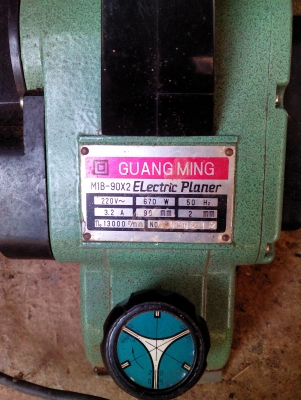 GUANG MING
M1B-90X2 ELectric Planer
220V~ 670 W 50 Hz
3.2 A 90 mm 2 mm
n₀ 13000 r/min NO